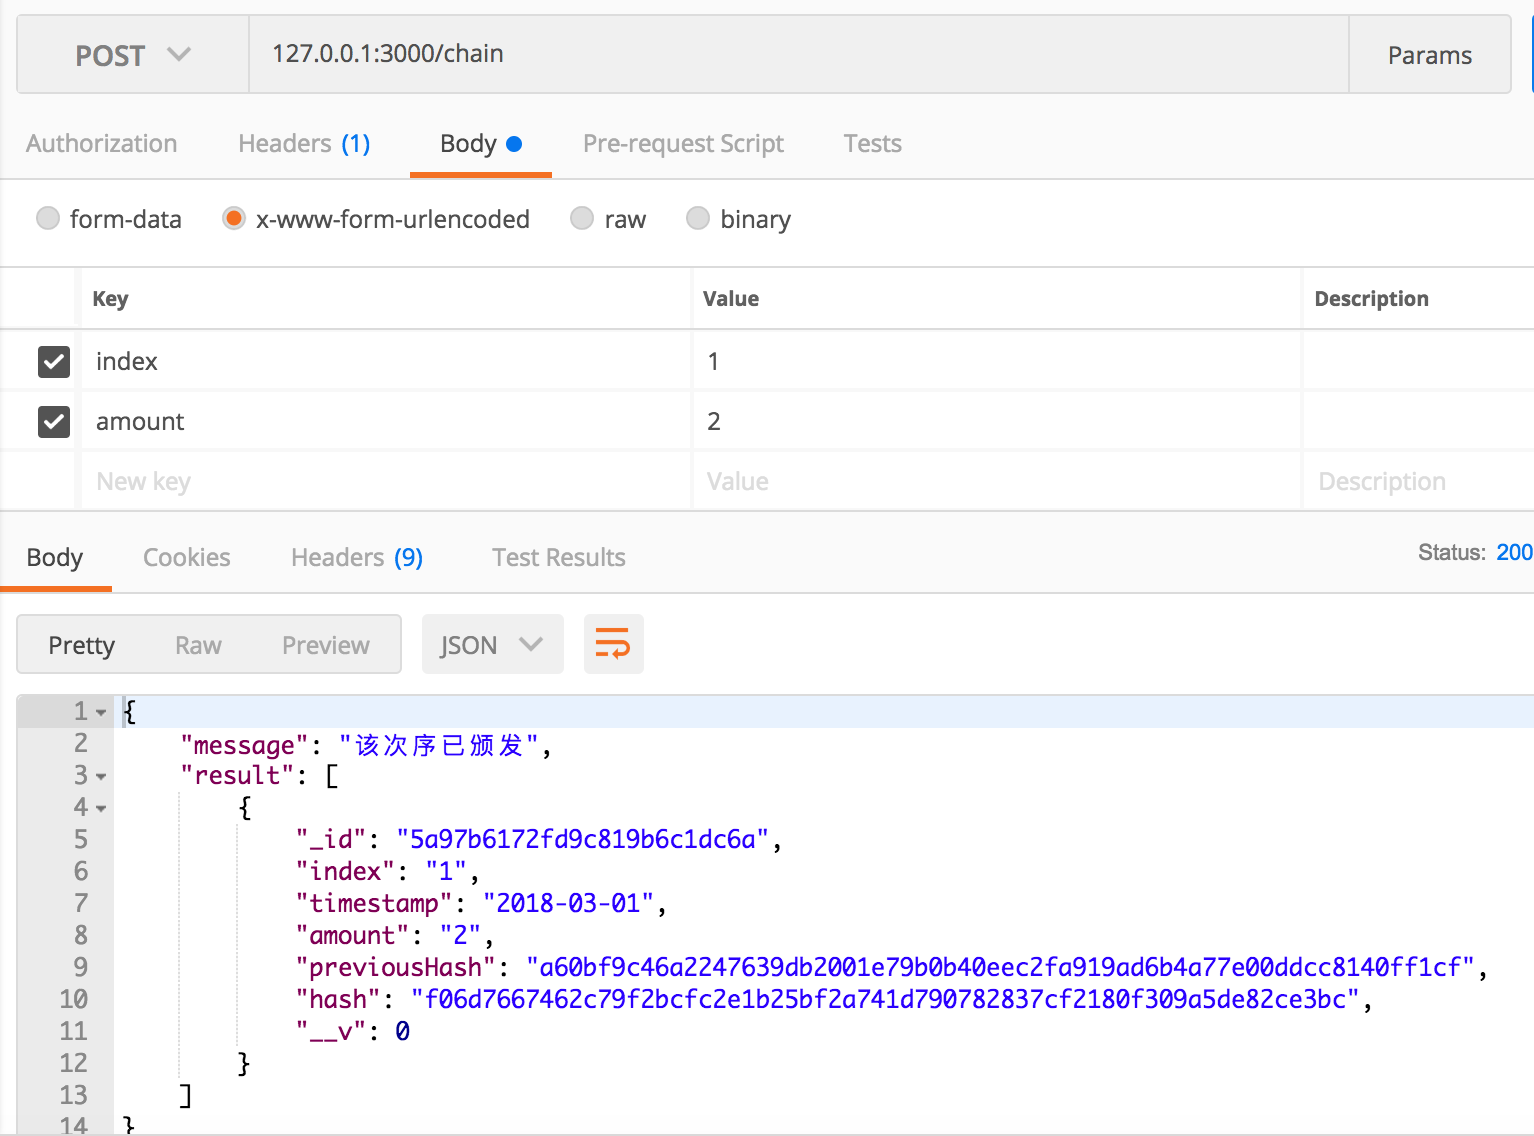 POST 127.0.0.1:3000/chain Params
Authorization Headers (1) Body Pre-request Script Tests
form-data x-www-form-urlencoded raw binary
Key Value Description
index 1
amount 2
New key Value Description
Body Cookies Headers (9) Test Results Status: 200
Pretty Raw Preview JSON
1 {
2 "message": "该次序已颁发",
3 "result": [
4 {
5 "_id": "5a97b6172fd9c819b6c1dc6a",
6 "index": "1",
7 "timestamp": "2018-03-01",
8 "amount": "2",
9 "previousHash": "a60bf9c46a2247639db2001e79b0b40eec2fa919ad6b4a77e00ddcc8140ff1cf",
10 "hash": "f06d7667462c79f2bcfc2e1b25bf2a741d790782837cf2180f309a5de82ce3bc",
11 "__v": 0
12 }
13 ]
14 }